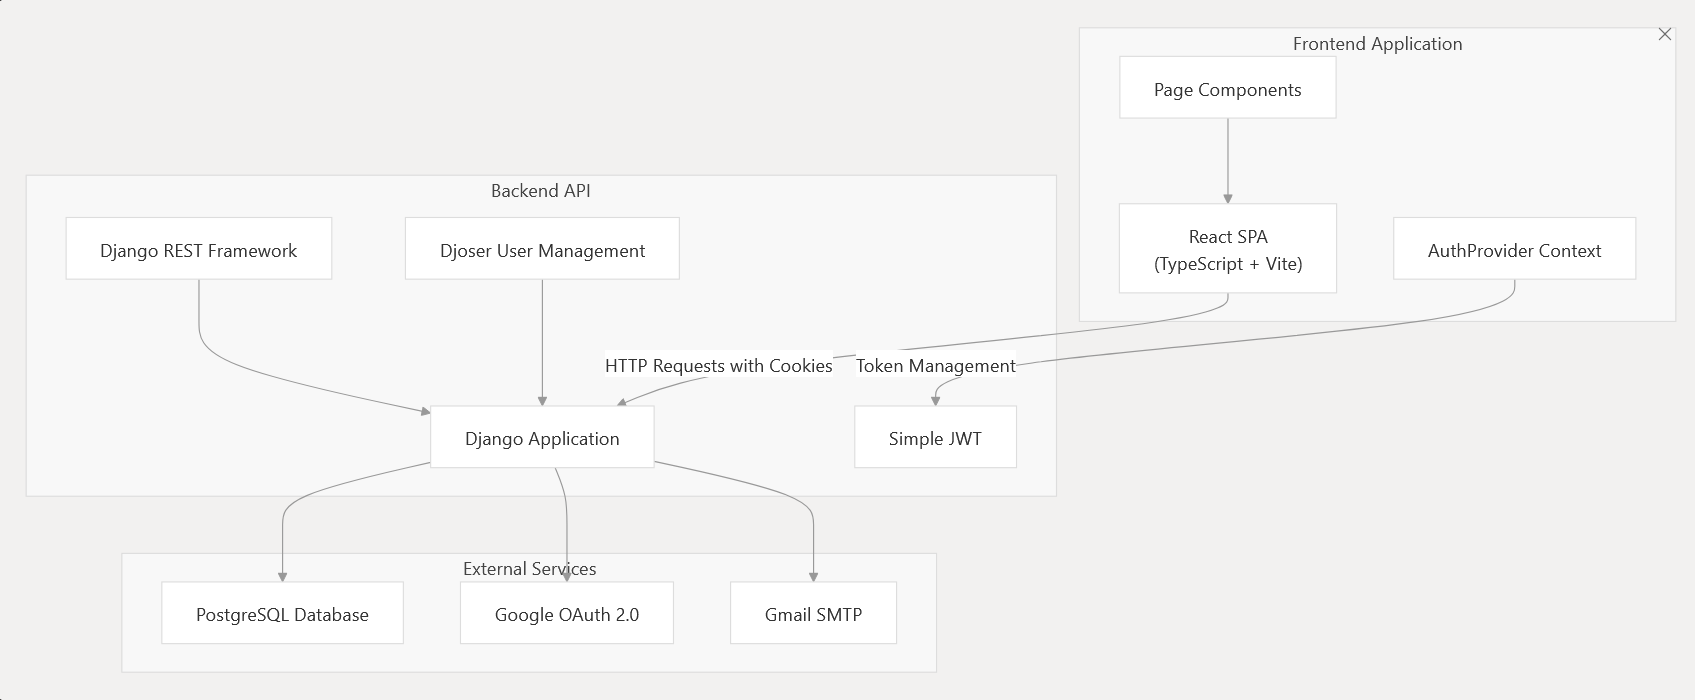 Frontend Application
Page Components
React SPA
(TypeScript + Vite)
AuthProvider Context
Backend API
Django REST Framework
Djoser User Management
HTTP Requests with Cookies
Token Management
Django Application
Simple JWT
External Services
PostgreSQL Database
Google OAuth 2.0
Gmail SMTP